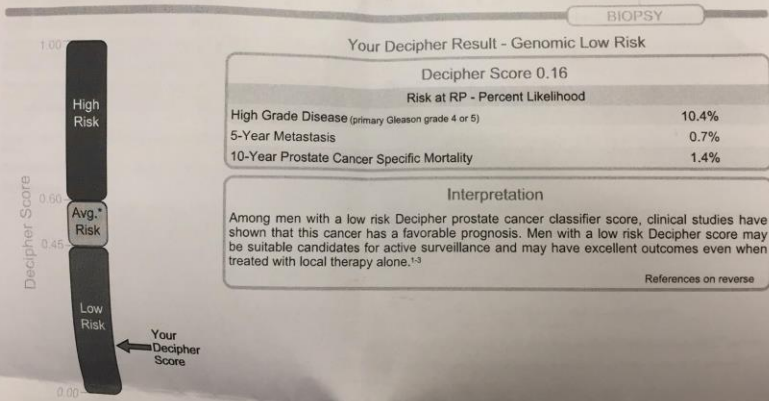 BIOPSY
Your Decipher Result - Genomic Low Risk
Decipher Score 0.16
Risk at RP - Percent Likelihood
High Grade Disease (primary Gleason grade 4 or 5) 10.4%
5-Year Metastasis 0.7%
10-Year Prostate Cancer Specific Mortality 1.4%
Interpretation
Among men with a low risk Decipher prostate cancer classifier score, clinical studies have
shown that this cancer has a favorable prognosis. Men with a low risk Decipher score may
be suitable candidates for active surveillance and may have excellent outcomes even when
treated with local therapy alone.¹⁻³
References on reverse
Decipher Score
1.00
High
Risk
0.60
Avg.*
Risk
0.45
Low
Risk
Your
Decipher
Score
0.00